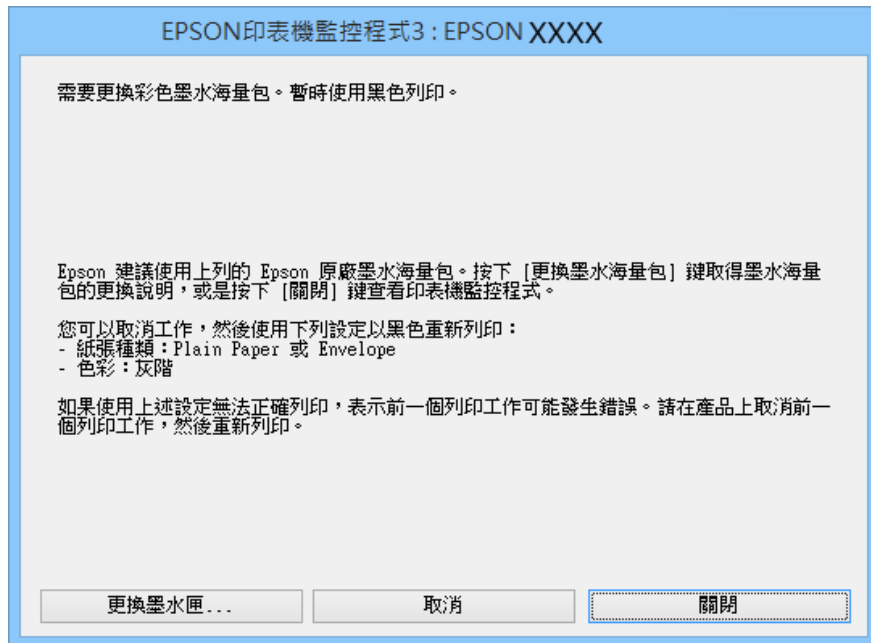 EPSON印表機監控程式3 : EPSON XXXX
需要更換彩色墨水海量包。暫時使用黑色列印。
Epson 建議使用上列的 Epson 原廠墨水海量包。按下 [更換墨水海量包] 鍵取得墨水海量
包的更換說明，或是按下 [關閉] 鍵查看印表機監控程式。
您可以取消工作，然後使用下列設定以黑色重新列印：
- 紙張種類：Plain Paper 或 Envelope
- 色彩：灰階
如果使用上述設定無法正確列印，表示前一個列印工作可能發生錯誤。請在產品上取消前一
個列印工作，然後重新列印。
更換墨水匣...
取消
關閉